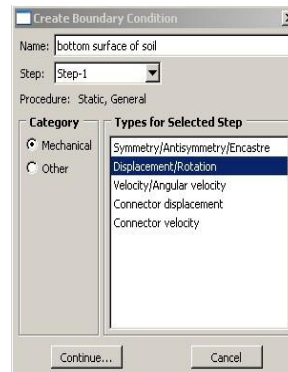 Create Boundary Condition
Name: bottom surface of soil
Step: Step-1
Procedure: Static, General
Category
Mechanical
Other
Types for Selected Step
Symmetry/Antisymmetry/Encastre
Displacement/Rotation
Velocity/Angular velocity
Connector displacement
Connector velocity
Continue...
Cancel